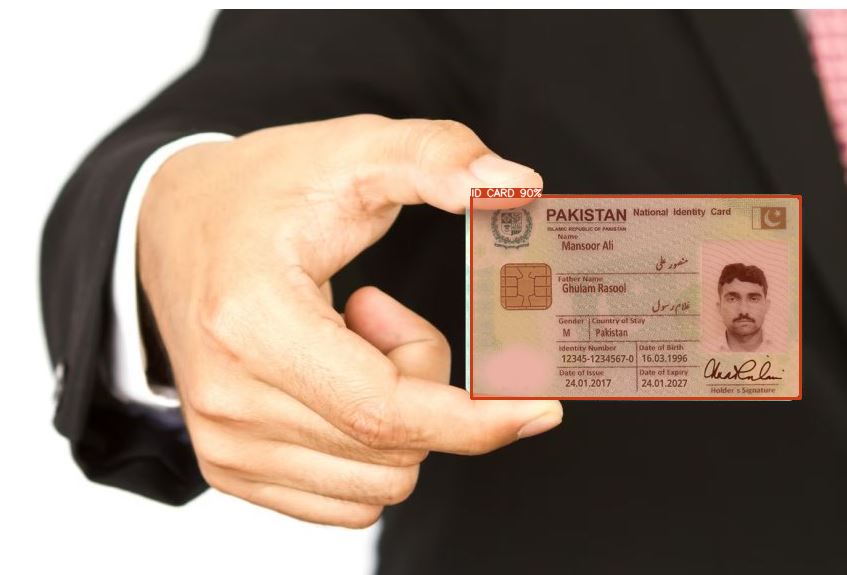 ID CARD 90%
PAKISTAN National Identity Card
ISLAMIC REPUBLIC OF PAKISTAN
Name
Mansoor Ali
منصور علی
Father Name
Ghulam Rasool
غلام رسول
Gender Country of Stay
M Pakistan
Identity Number Date of Birth
12345-1234567-0 16.03.1996
Date of Issue Date of Expiry
24.01.2017 24.01.2027
Holder's Signature